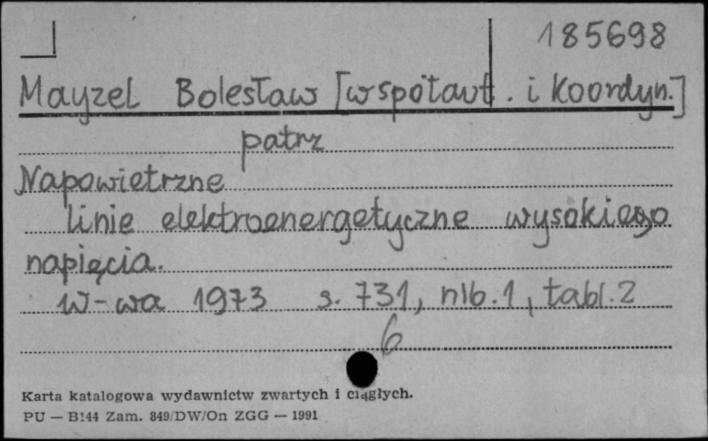 185698
Mayzel Bolesław [współaut. i koordyn.]
patrz
Napowietrzne
linie elektroenergetyczne wysokiego
napięcia.
W-wa 1973 s. 731, nlb. 1, tabl. 2
6
Karta katalogowa wydawnictw zwartych i ciągłych.
PU — B144 Zam. 849/DW/On ZGG — 1991